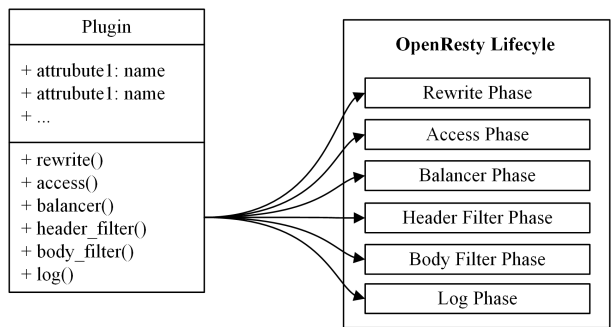 Plugin
+ attrubute1: name
+ attrubute1: name
+ ...
+ rewrite()
+ access()
+ balancer()
+ header_filter()
+ body_filter()
+ log()
OpenResty Lifecyle
Rewrite Phase
Access Phase
Balancer Phase
Header Filter Phase
Body Filter Phase
Log Phase